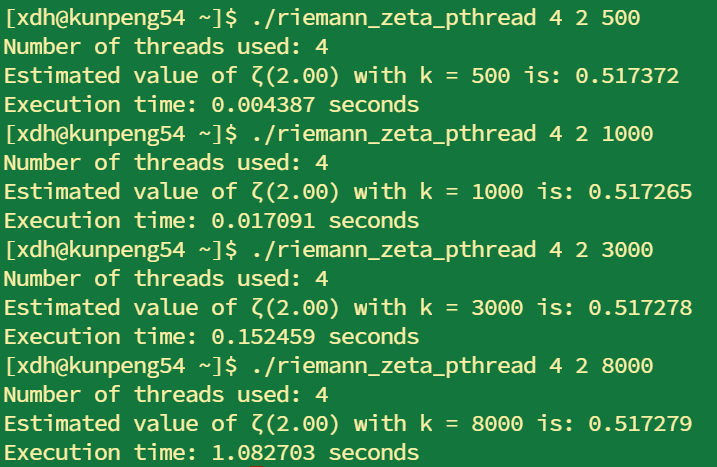 [xdh@kunpeng54 ~]$ ./riemann_zeta_pthread 4 2 500
Number of threads used: 4
Estimated value of ζ(2.00) with k = 500 is: 0.517372
Execution time: 0.004387 seconds
[xdh@kunpeng54 ~]$ ./riemann_zeta_pthread 4 2 1000
Number of threads used: 4
Estimated value of ζ(2.00) with k = 1000 is: 0.517265
Execution time: 0.017091 seconds
[xdh@kunpeng54 ~]$ ./riemann_zeta_pthread 4 2 3000
Number of threads used: 4
Estimated value of ζ(2.00) with k = 3000 is: 0.517278
Execution time: 0.152459 seconds
[xdh@kunpeng54 ~]$ ./riemann_zeta_pthread 4 2 8000
Number of threads used: 4
Estimated value of ζ(2.00) with k = 8000 is: 0.517279
Execution time: 1.082703 seconds